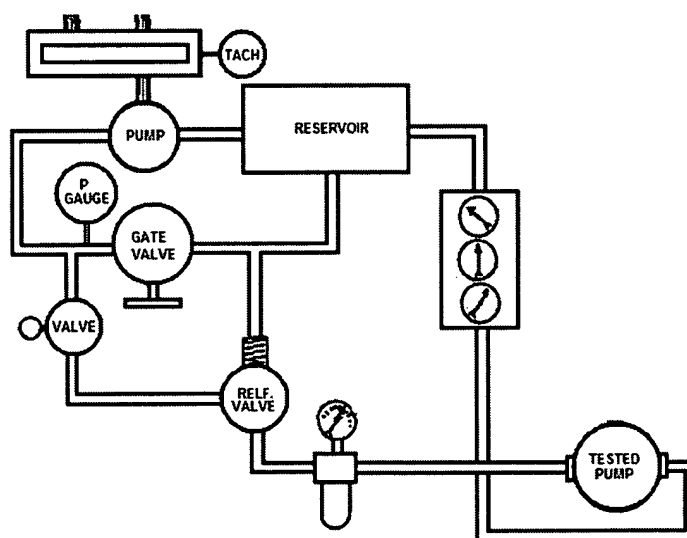 TACH
PUMP
RESERVOIR
P
GAUGE
GATE
VALVE
VALVE
RELF.
VALVE
TESTED
PUMP